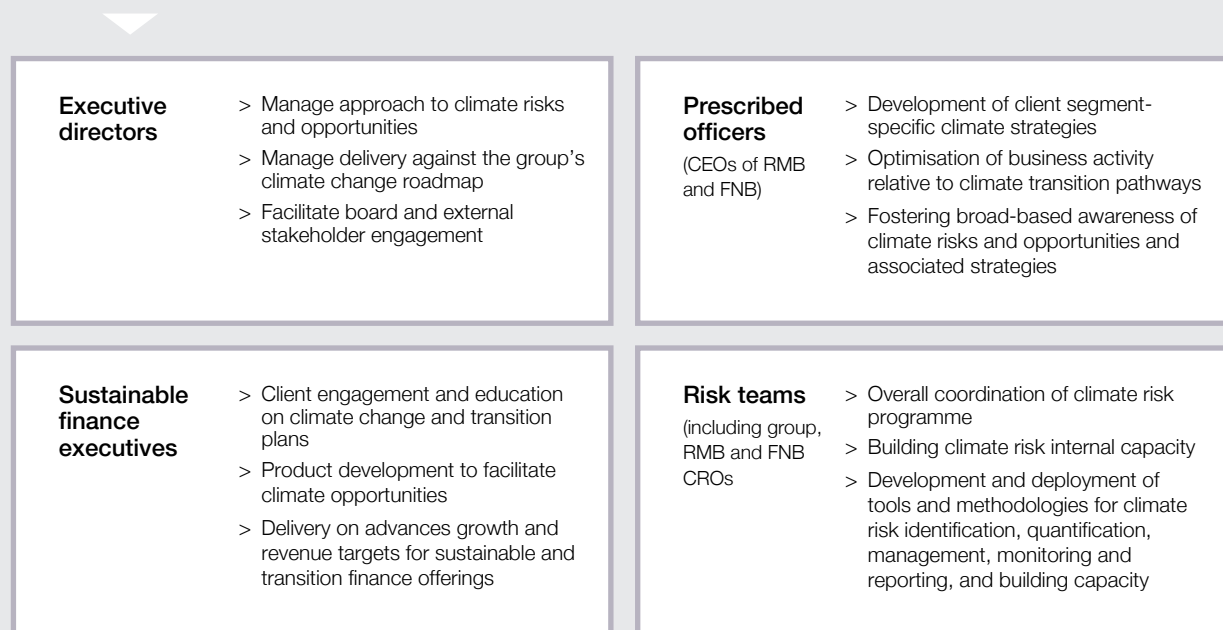 Executive
directors
> Manage approach to climate risks
and opportunities
> Manage delivery against the group's
climate change roadmap
> Facilitate board and external
stakeholder engagement
Prescribed
officers
(CEOs of RMB
and FNB)
> Development of client segment-
specific climate strategies
> Optimisation of business activity
relative to climate transition pathways
> Fostering broad-based awareness of
climate risks and opportunities and
associated strategies
Sustainable
finance
executives
> Client engagement and education
on climate change and transition
plans
> Product development to facilitate
climate opportunities
> Delivery on advances growth and
revenue targets for sustainable and
transition finance offerings
Risk teams
(including group,
RMB and FNB
CROs
> Overall coordination of climate risk
programme
> Building climate risk internal capacity
> Development and deployment of
tools and methodologies for climate
risk identification, quantification,
management, monitoring and
reporting, and building capacity